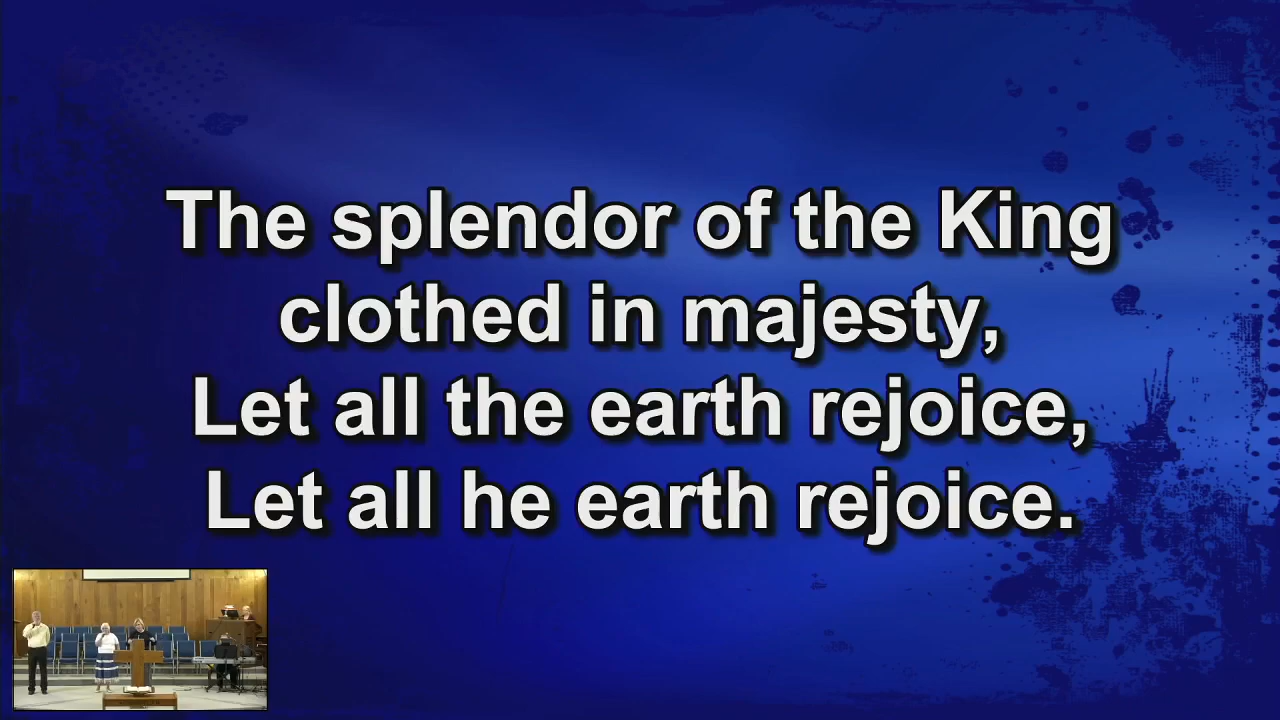 The splendor of the King
clothed in majesty,
Let all the earth rejoice,
Let all he earth rejoice.